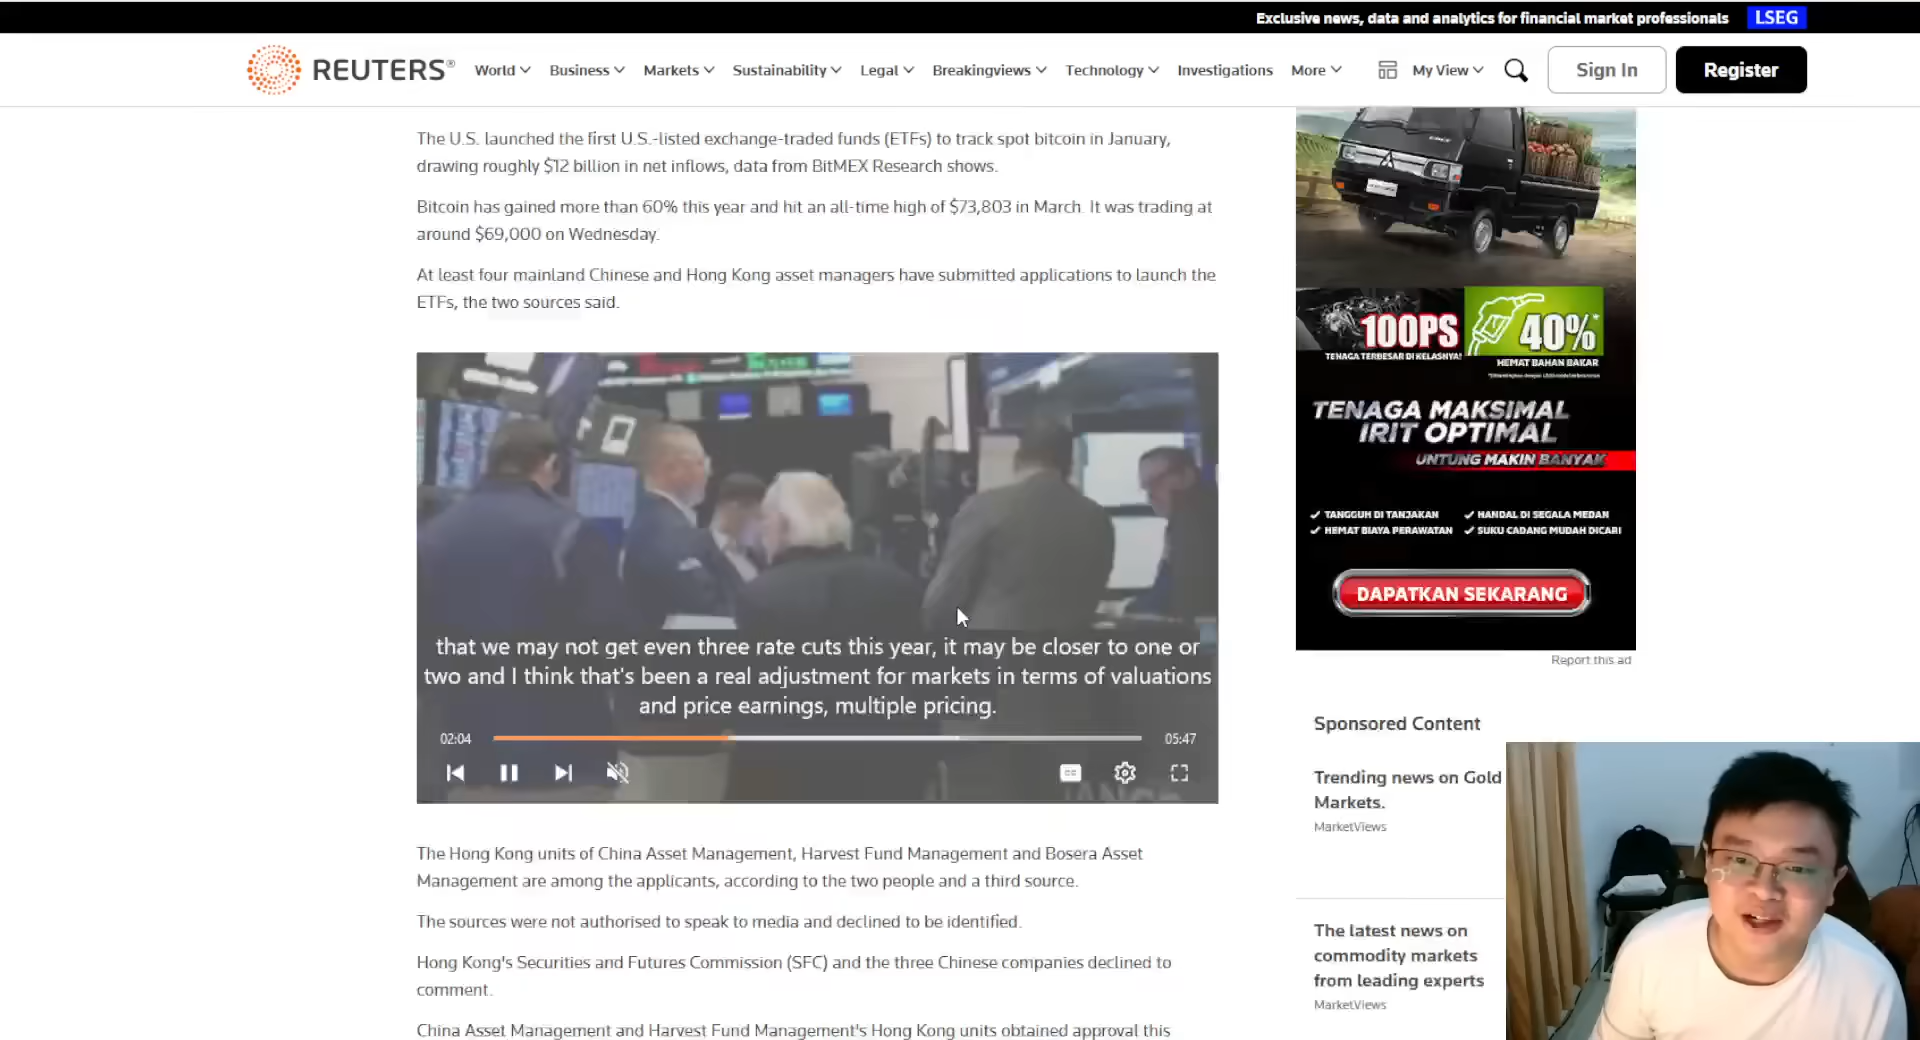 Exclusive news, data and analytics for financial market professionals LSEG
REUTERS®
World Business Markets Sustainability Legal Breakingviews Technology Investigations More My View Sign In Register
The U.S. launched the first U.S.-listed exchange-traded funds (ETFs) to track spot bitcoin in January,
drawing roughly $12 billion in net inflows, data from BitMEX Research shows.
Bitcoin has gained more than 60% this year and hit an all-time high of $73,803 in March. It was trading at
around $69,000 on Wednesday.
At least four mainland Chinese and Hong Kong asset managers have submitted applications to launch the
ETFs, the two sources said.
that we may not get even three rate cuts this year, it may be closer to one or
two and I think that's been a real adjustment for markets in terms of valuations
and price earnings, multiple pricing.
02:04
05:47
The Hong Kong units of China Asset Management, Harvest Fund Management and Bosera Asset
Management are among the applicants, according to the two people and a third source.
The sources were not authorised to speak to media and declined to be identified.
Hong Kong's Securities and Futures Commission (SFC) and the three Chinese companies declined to
comment.
China Asset Management and Harvest Fund Management's Hong Kong units obtained approval this
100PS
TENAGA TERBESAR DI KELASNYA!
40%*
HEMAT BAHAN BAKAR
TENAGA MAKSIMAL
IRIT OPTIMAL
UNTUNG MAKIN BANYAK
TANGGUH DI TANJAKAN
HANDAL DI SEGALA MEDAN
HEMAT BIAYA PERAWATAN
SUKU CADANG MUDAH DICARI
DAPATKAN SEKARANG
Report this ad
Sponsored Content
Trending news on Gold
Markets.
MarketViews
The latest news on
commodity markets
from leading experts
MarketViews